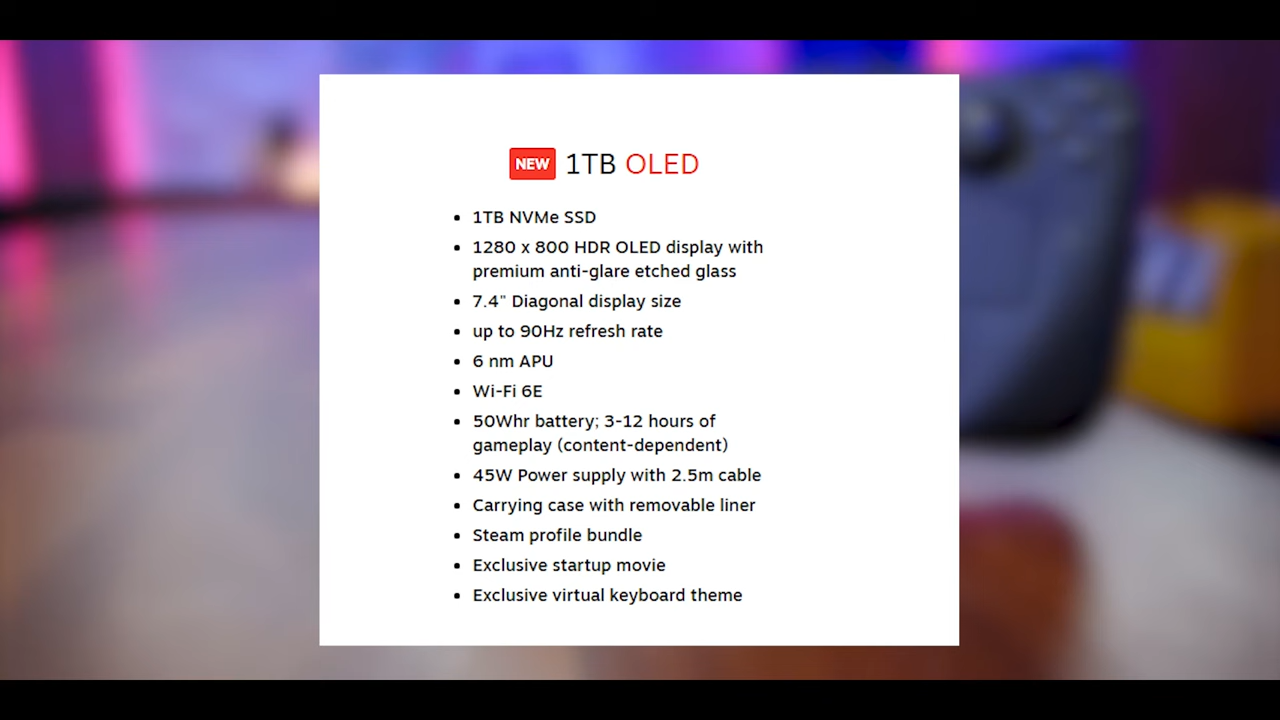 NEW 1TB OLED
• 1TB NVMe SSD
• 1280 x 800 HDR OLED display with
premium anti-glare etched glass
• 7.4" Diagonal display size
• up to 90Hz refresh rate
• 6 nm APU
• Wi-Fi 6E
• 50Whr battery; 3-12 hours of
gameplay (content-dependent)
• 45W Power supply with 2.5m cable
• Carrying case with removable liner
• Steam profile bundle
• Exclusive startup movie
• Exclusive virtual keyboard theme